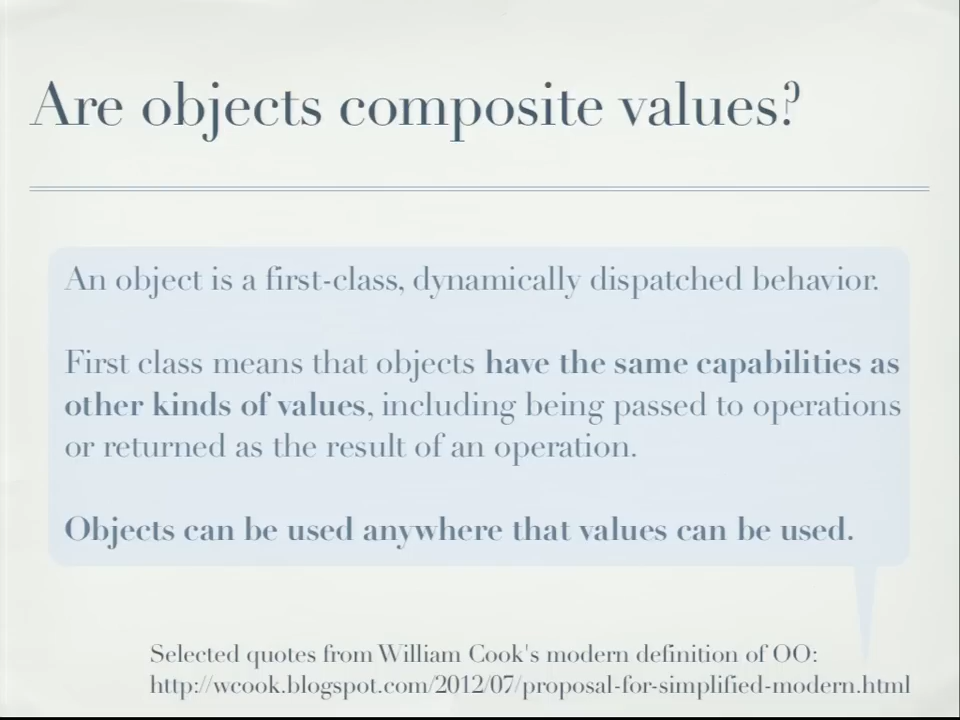 Are objects composite values?
An object is a first-class, dynamically dispatched behavior.
First class means that objects have the same capabilities as
other kinds of values, including being passed to operations
or returned as the result of an operation.
Objects can be used anywhere that values can be used.
Selected quotes from William Cook's modern definition of OO:
http://wcook.blogspot.com/2012/07/proposal-for-simplified-modern.html